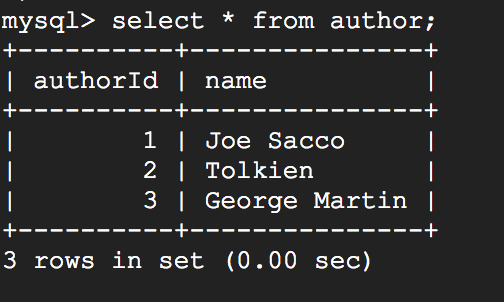 mysql> select * from author;
+----------+---------------+
| authorId | name          |
+----------+---------------+
|        1 | Joe Sacco     |
|        2 | Tolkien       |
|        3 | George Martin |
+----------+---------------+
3 rows in set (0.00 sec)